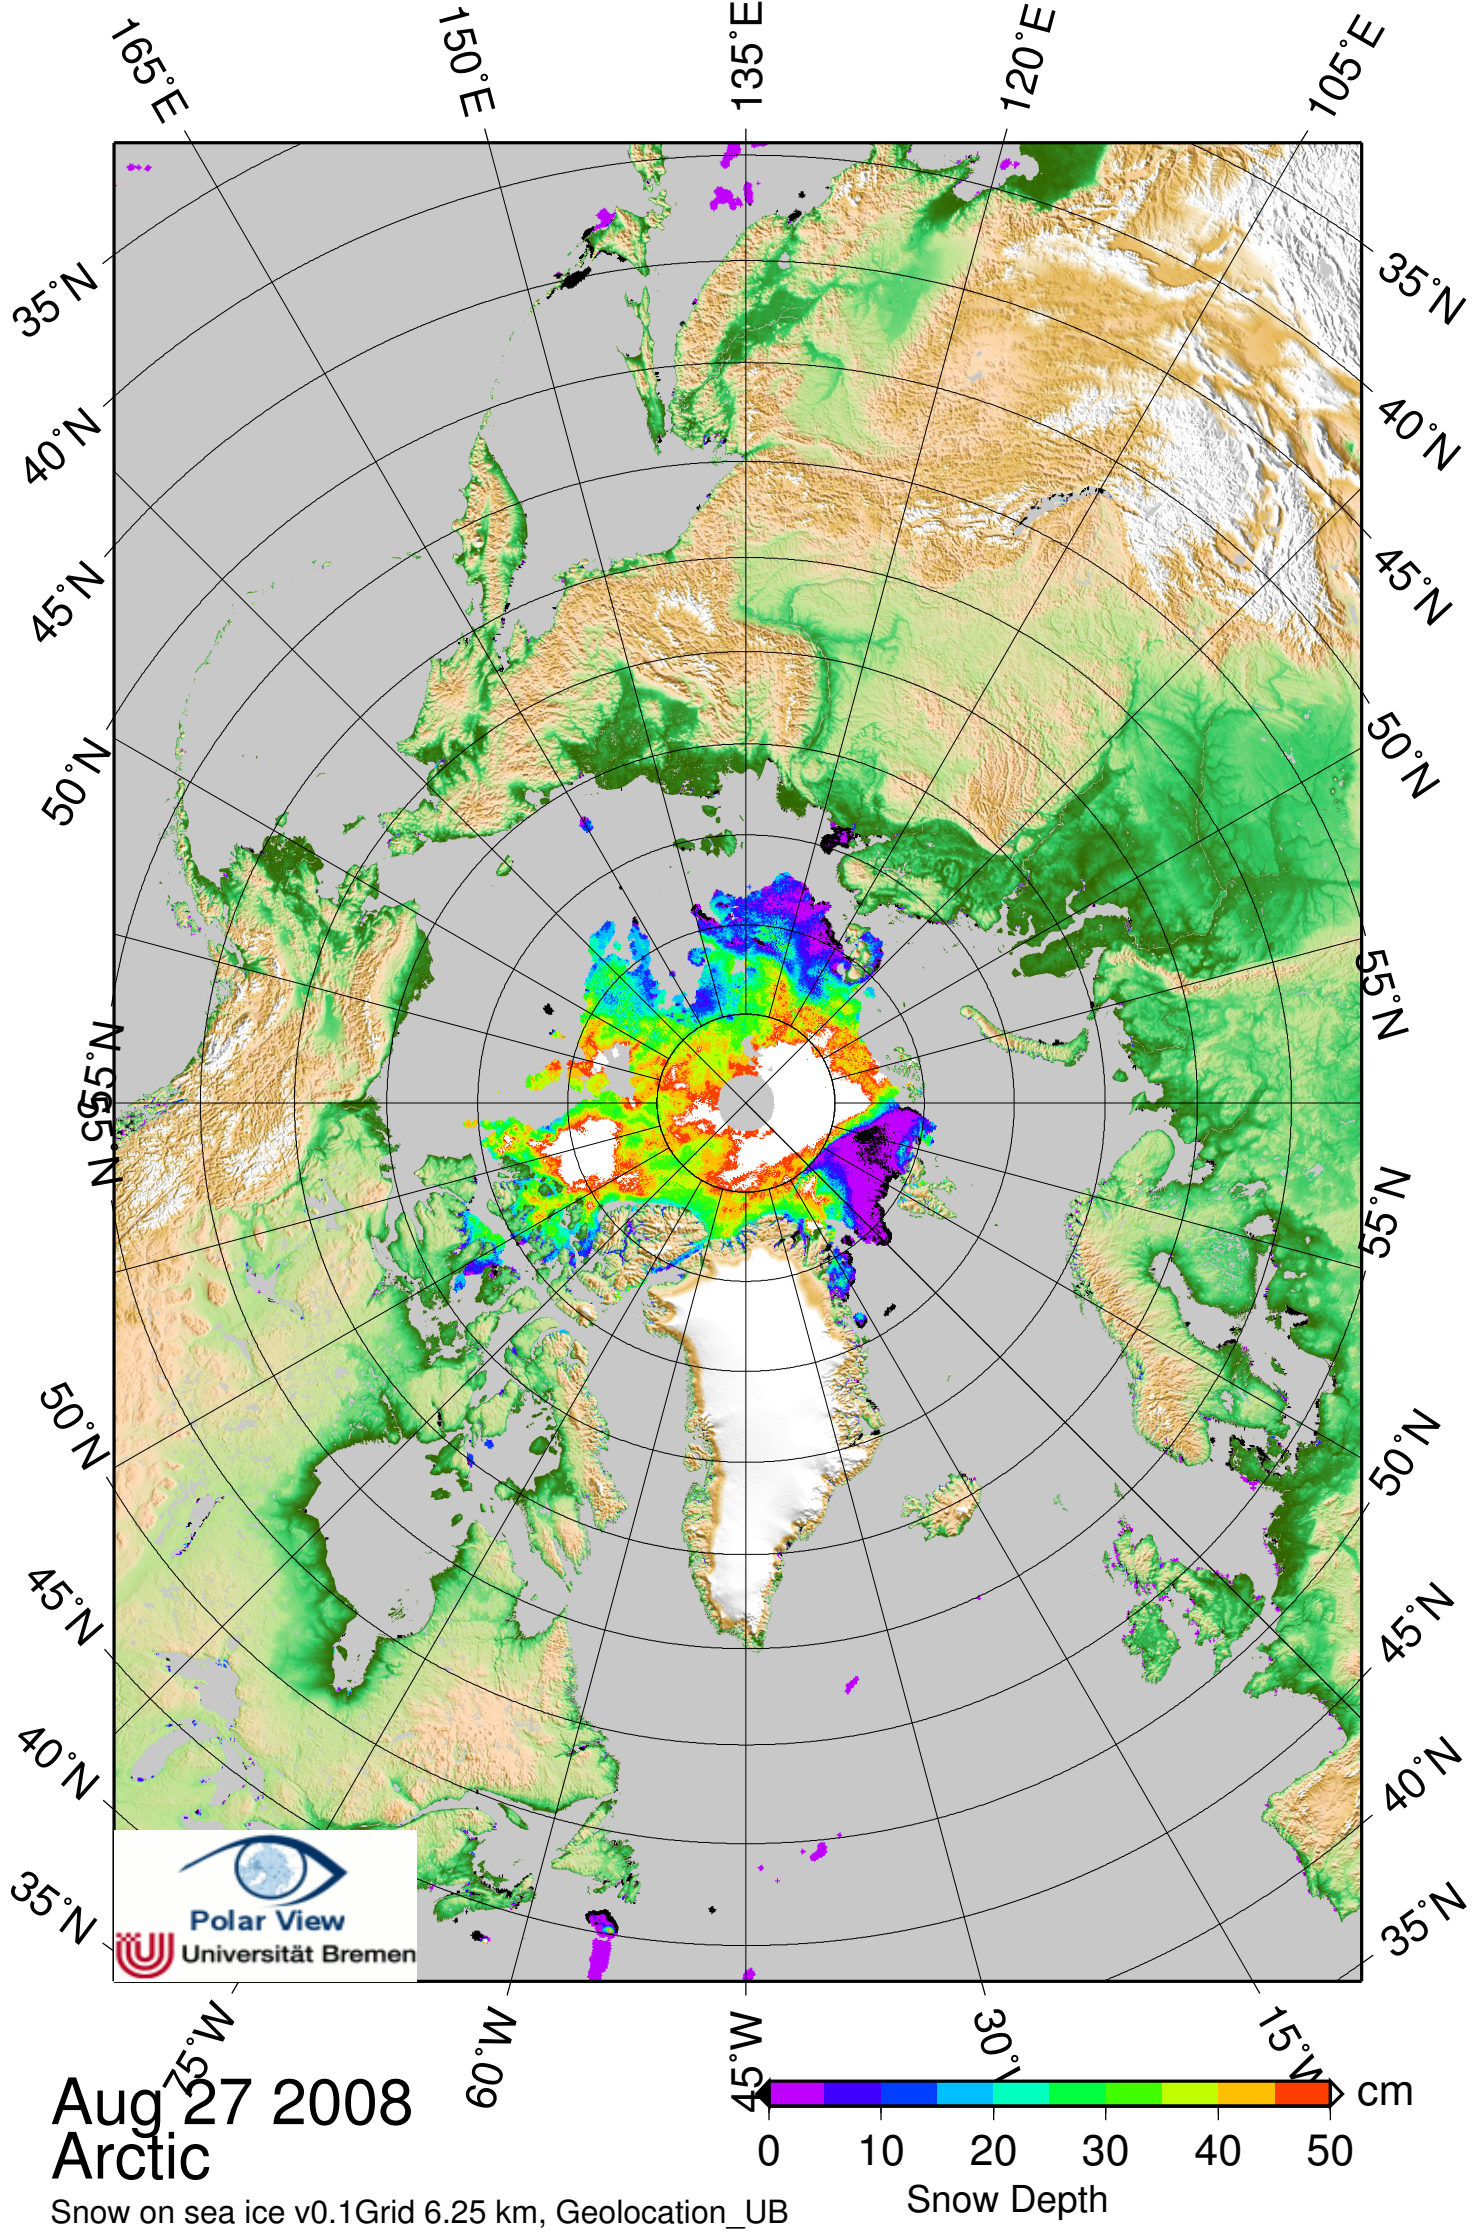 165°E 150°E 135°E 120°E 105°E
35°N 35°N
40°N 40°N
45°N 45°N
50°N 50°N
55°N 55°N
55°N 55°N
50°N 50°N
45°N 45°N
40°N 40°N
35°N 35°N
Polar View
Universität Bremen
75°W 60°W 45°W 30°W 15°W
Aug 27 2008
Arctic
Snow on sea ice v0.1Grid 6.25 km, Geolocation_UB
cm
0 10 20 30 40 50
Snow Depth